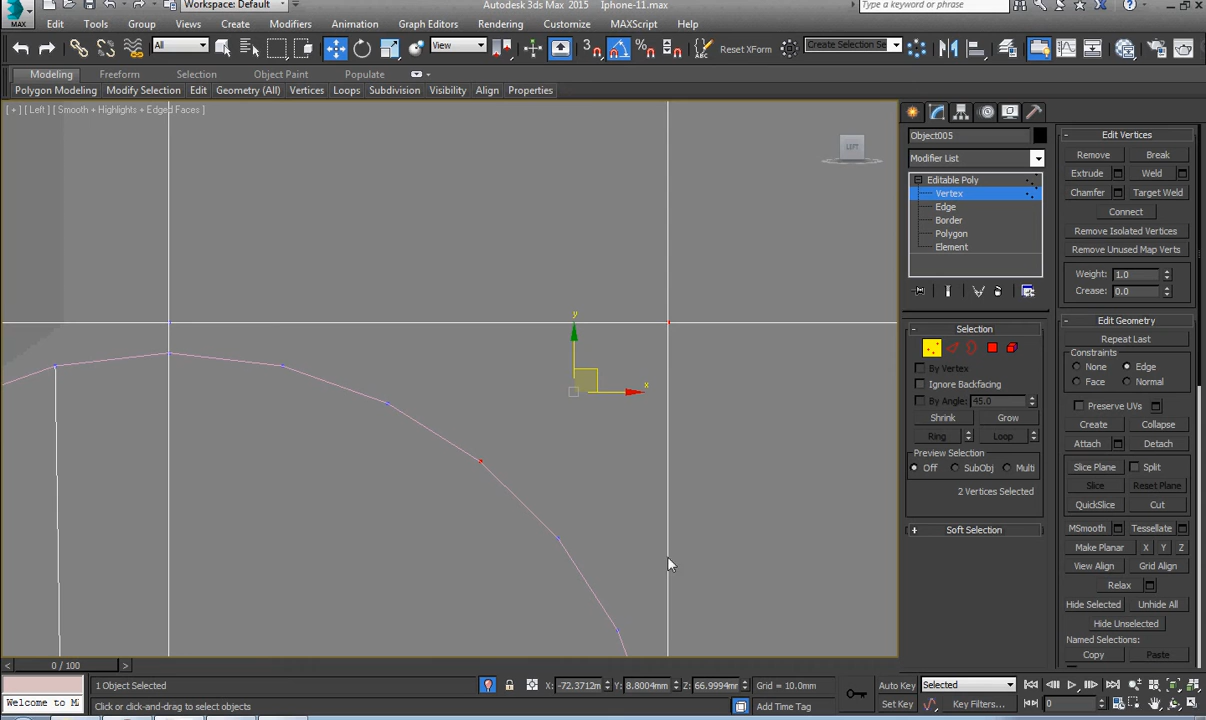 Workspace: Default
Autodesk 3ds Max 2015 Iphone-11.max
Type a keyword or phrase
MAX
Edit Tools Group Views Create Modifiers Animation Graph Editors Rendering Customize MAXScript Help
All View 3 Reset XForm Create Selection Se
Modeling Freeform Selection Object Paint Populate
Polygon Modeling Modify Selection Edit Geometry (All) Vertices Loops Subdivision Visibility Align Properties
[ + ] [ Left ] [ Smooth + Highlights + Edged Faces ]
LEFT
y
x
Object005
Modifier List
Editable Poly
Vertex
Edge
Border
Polygon
Element
Selection
By Vertex
Ignore Backfacing
By Angle: 45.0
Shrink Grow
Ring Loop
Preview Selection
Off SubObj Multi
2 Vertices Selected
Soft Selection
Edit Vertices
Remove Break
Extrude Weld
Chamfer Target Weld
Connect
Remove Isolated Vertices
Remove Unused Map Verts
Weight: 1.0
Crease: 0.0
Edit Geometry
Repeat Last
Constraints
None Edge
Face Normal
Preserve UVs
Create Collapse
Attach Detach
Slice Plane Split
Slice Reset Plane
QuickSlice Cut
MSmooth Tessellate
Make Planar X Y Z
View Align Grid Align
Relax
Hide Selected Unhide All
Hide Unselected
Named Selections:
Copy Paste
0 / 100
1 Object Selected X: -72.3712m Y: 8.8004mm Z: 66.9994mm Grid = 10.0mm Auto Key Selected
Welcome to M Click or click-and-drag to select objects Add Time Tag Set Key Key Filters... 0